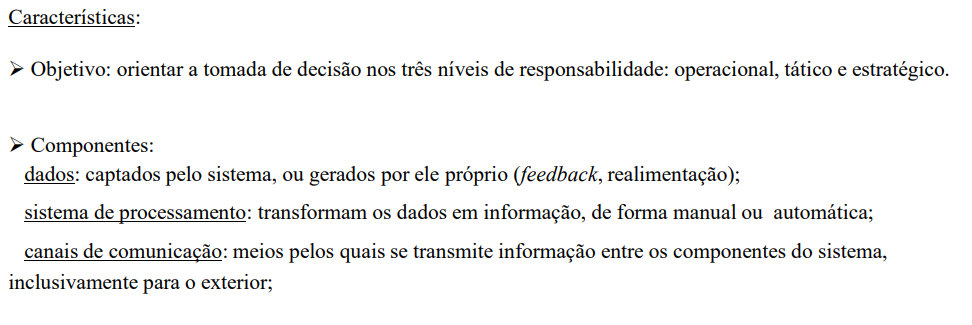 Características:
➢ Objetivo: orientar a tomada de decisão nos três níveis de responsabilidade: operacional, tático e estratégico.
➢ Componentes:
dados: captados pelo sistema, ou gerados por ele próprio (feedback, realimentação);
sistema de processamento: transformam os dados em informação, de forma manual ou automática;
canais de comunicação: meios pelos quais se transmite informação entre os componentes do sistema,
inclusivamente para o exterior;